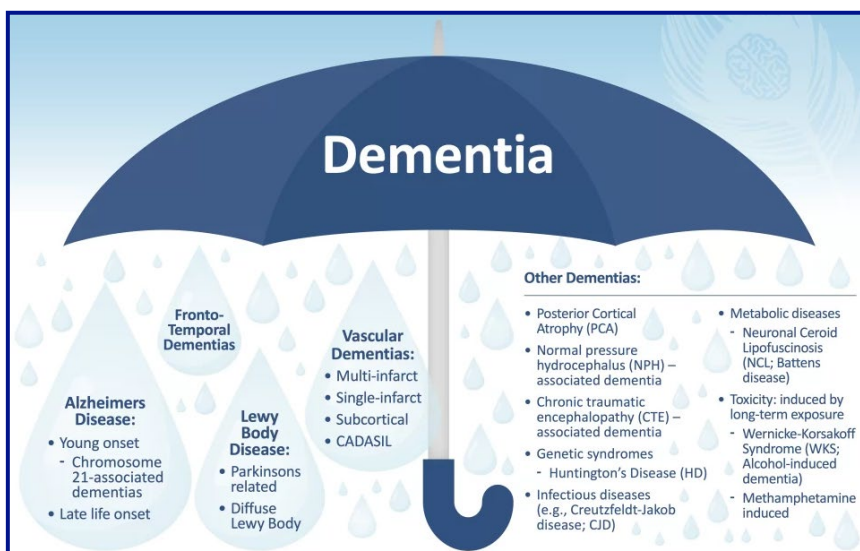 Dementia
Fronto-
Temporal
Dementias
Alzheimers
Disease:
• Young onset
- Chromosome
21-associated
dementias
• Late life onset
Lewy
Body
Disease:
• Parkinsons
related
• Diffuse
Lewy Body
Vascular
Dementias:
• Multi-infarct
• Single-infarct
• Subcortical
• CADASIL
Other Dementias:
• Posterior Cortical
Atrophy (PCA)
• Normal pressure
hydrocephalus (NPH) –
associated dementia
• Chronic traumatic
encephalopathy (CTE) –
associated dementia
• Genetic syndromes
- Huntington's Disease (HD)
• Infectious diseases
(e.g., Creutzfeldt-Jakob
disease; CJD)
• Metabolic diseases
- Neuronal Ceroid
Lipofuscinosis
(NCL; Battens
disease)
• Toxicity: induced by
long-term exposure
- Wernicke-Korsakoff
Syndrome (WKS;
Alcohol-induced
dementia)
- Methamphetamine
induced